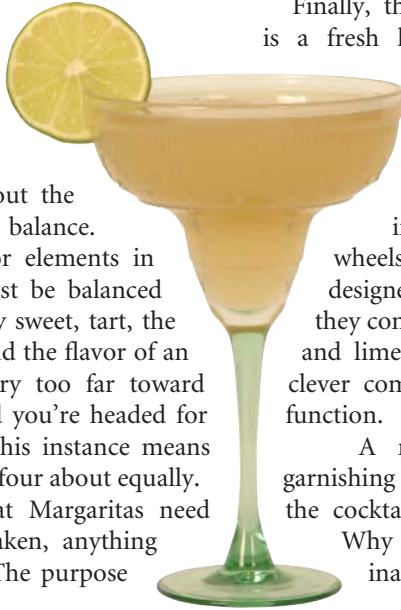 out the
balance.
or elements in
st be balanced
y sweet, tart, the
d the flavor of an
ry too far toward
you're headed for
his instance means
four about equally.
at Margaritas need
aken, anything
The purpose
Finally, th
is a fresh
wheels
designe
they con
and lime
clever com
function.
A
garnishing
the cockta
Why
ina